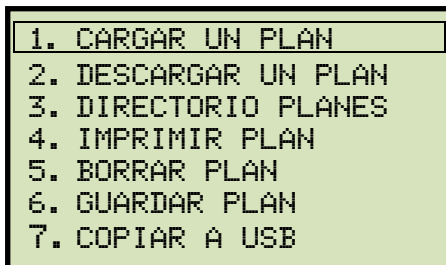 1. CARGAR UN PLAN
2. DESCARGAR UN PLAN
3. DIRECTORIO PLANES
4. IMPRIMIR PLAN
5. BORRAR PLAN
6. GUARDAR PLAN
7. COPIAR A USB